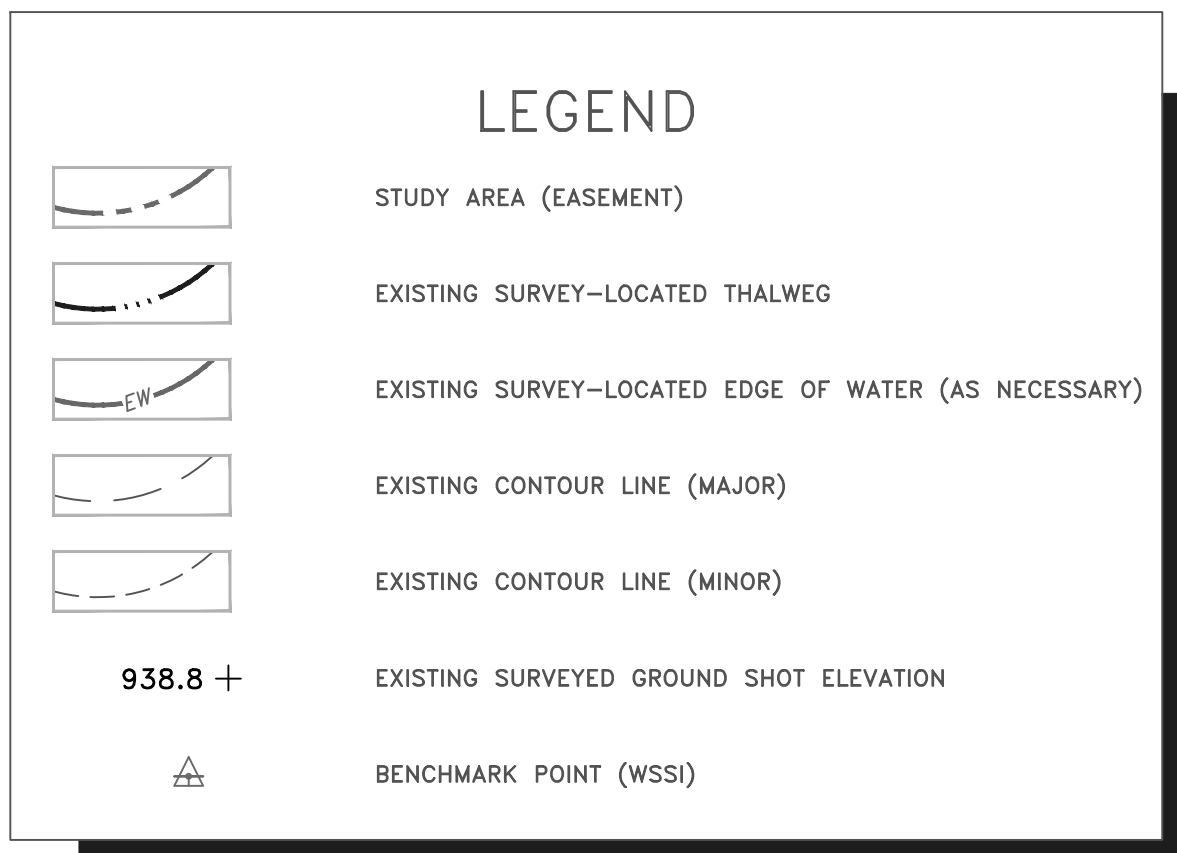 LEGEND
STUDY AREA (EASEMENT)
EXISTING SURVEY-LOCATED THALWEG
EW EXISTING SURVEY-LOCATED EDGE OF WATER (AS NECESSARY)
EXISTING CONTOUR LINE (MAJOR)
EXISTING CONTOUR LINE (MINOR)
938.8 EXISTING SURVEYED GROUND SHOT ELEVATION
BENCHMARK POINT (WSSI)